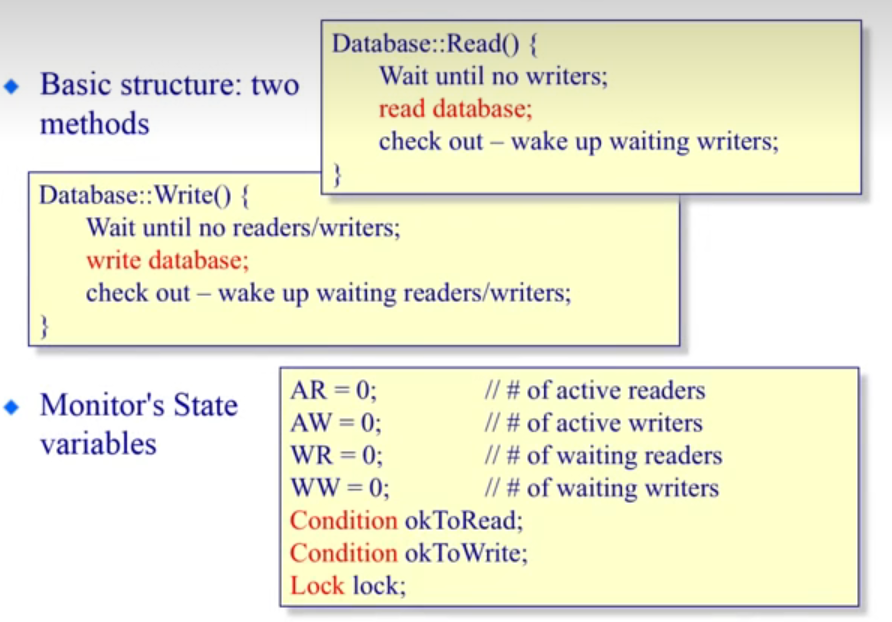 Basic structure: two
methods
Database::Read() {
Wait until no writers;
read database;
check out – wake up waiting writers;
}
Database::Write() {
Wait until no readers/writers;
write database;
check out – wake up waiting readers/writers;
}
Monitor's State
variables
AR = 0; // # of active readers
AW = 0; // # of active writers
WR = 0; // # of waiting readers
WW = 0; // # of waiting writers
Condition okToRead;
Condition okToWrite;
Lock lock;